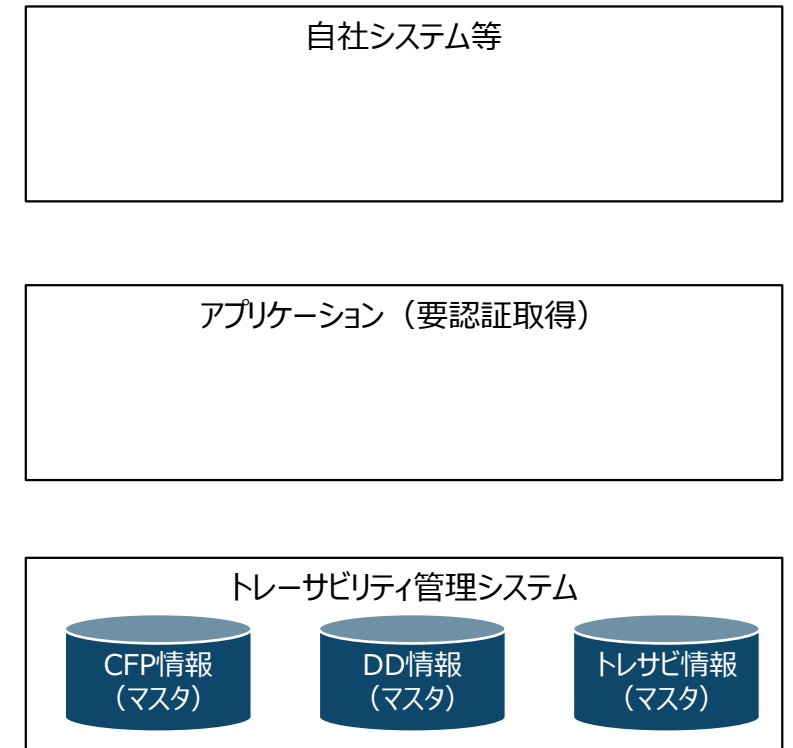 自社システム等
アプリケーション（要認証取得）
トレーサビリティ管理システム
CFP情報
（マスタ）
DD情報
（マスタ）
トレサビ情報
（マスタ）